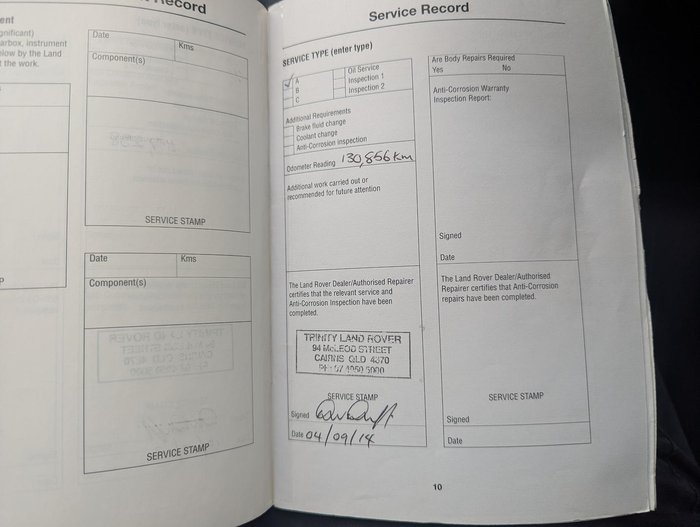 ent
Record
gnificant)
earbox, instrument
elow by the Land
t the work.
P
Date
Kms
Component(s)
SERVICE STAMP
Date
Kms
Component(s)
SERVICE STAMP
Service Record
SERVICE TYPE (enter type)
A
B
C
Oil Service
Inspection 1
Inspection 2
Additional Requirements
Brake fluid change
Coolant change
Anti-Corrosion inspection
Odometer Reading 130,856 km
Additional work carried out or
recommended for future attention
The Land Rover Dealer/Authorised Repairer
certifies that the relevant service and
Anti-Corrosion Inspection have been
completed.
TRINITY LAND ROVER
94 McLEOD STREET
CAIRNS QLD 4870
PH: 07 4050 5000
SERVICE STAMP
Signed
Date 04/09/14
Are Body Repairs Required
Yes No
Anti-Corrosion Warranty
Inspection Report:
Signed
Date
The Land Rover Dealer/Authorised
Repairer certifies that Anti-Corrosion
repairs have been completed.
SERVICE STAMP
Signed
Date
10